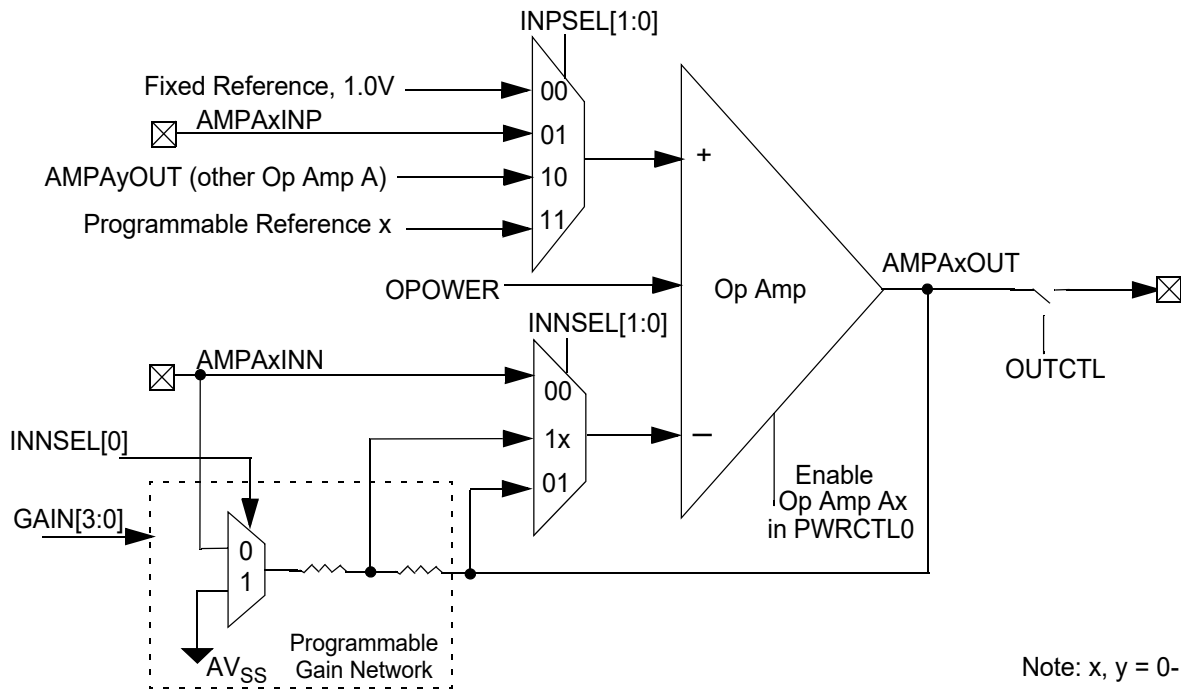 INPSEL[1:0]
Fixed Reference, 1.0V
00
AMPAxINP
01
AMPAyOUT (other Op Amp A)
10
Programmable Reference x
11
+
AMPAxOUT
OPOWER
Op Amp
INNSEL[1:0]
AMPAxINN
00
OUTCTL
INNSEL[0]
1x
–
01
Enable
Op Amp Ax
in PWRCTL0
GAIN[3:0]
0
1
Programmable
Gain Network
AVSS
Note: x, y = 0-